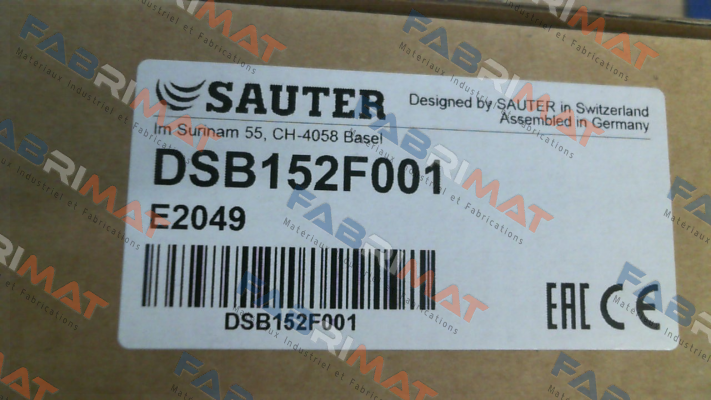 SAUTER
Designed by SAUTER in Switzerland
Assembled in Germany
Im Surinam 55, CH-4058 Basel
DSB152F001
E2049
DSB152F001
EAC CE
FABRIMAT
Materiaux Industriel et Fabrications